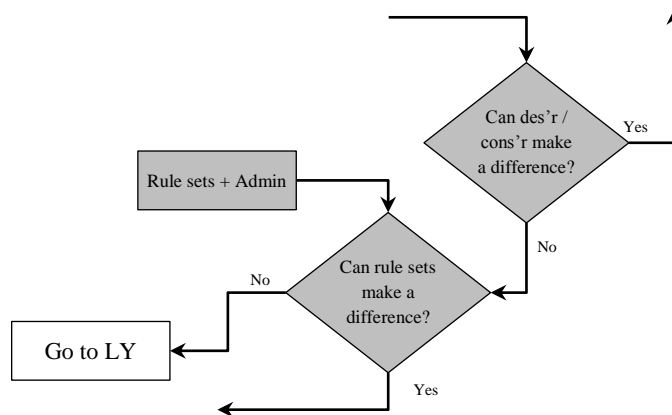 Can des'r /
cons'r make
a difference?
Yes
Rule sets + Admin
No
Can rule sets
make a
difference?
No
Go to LY
Yes